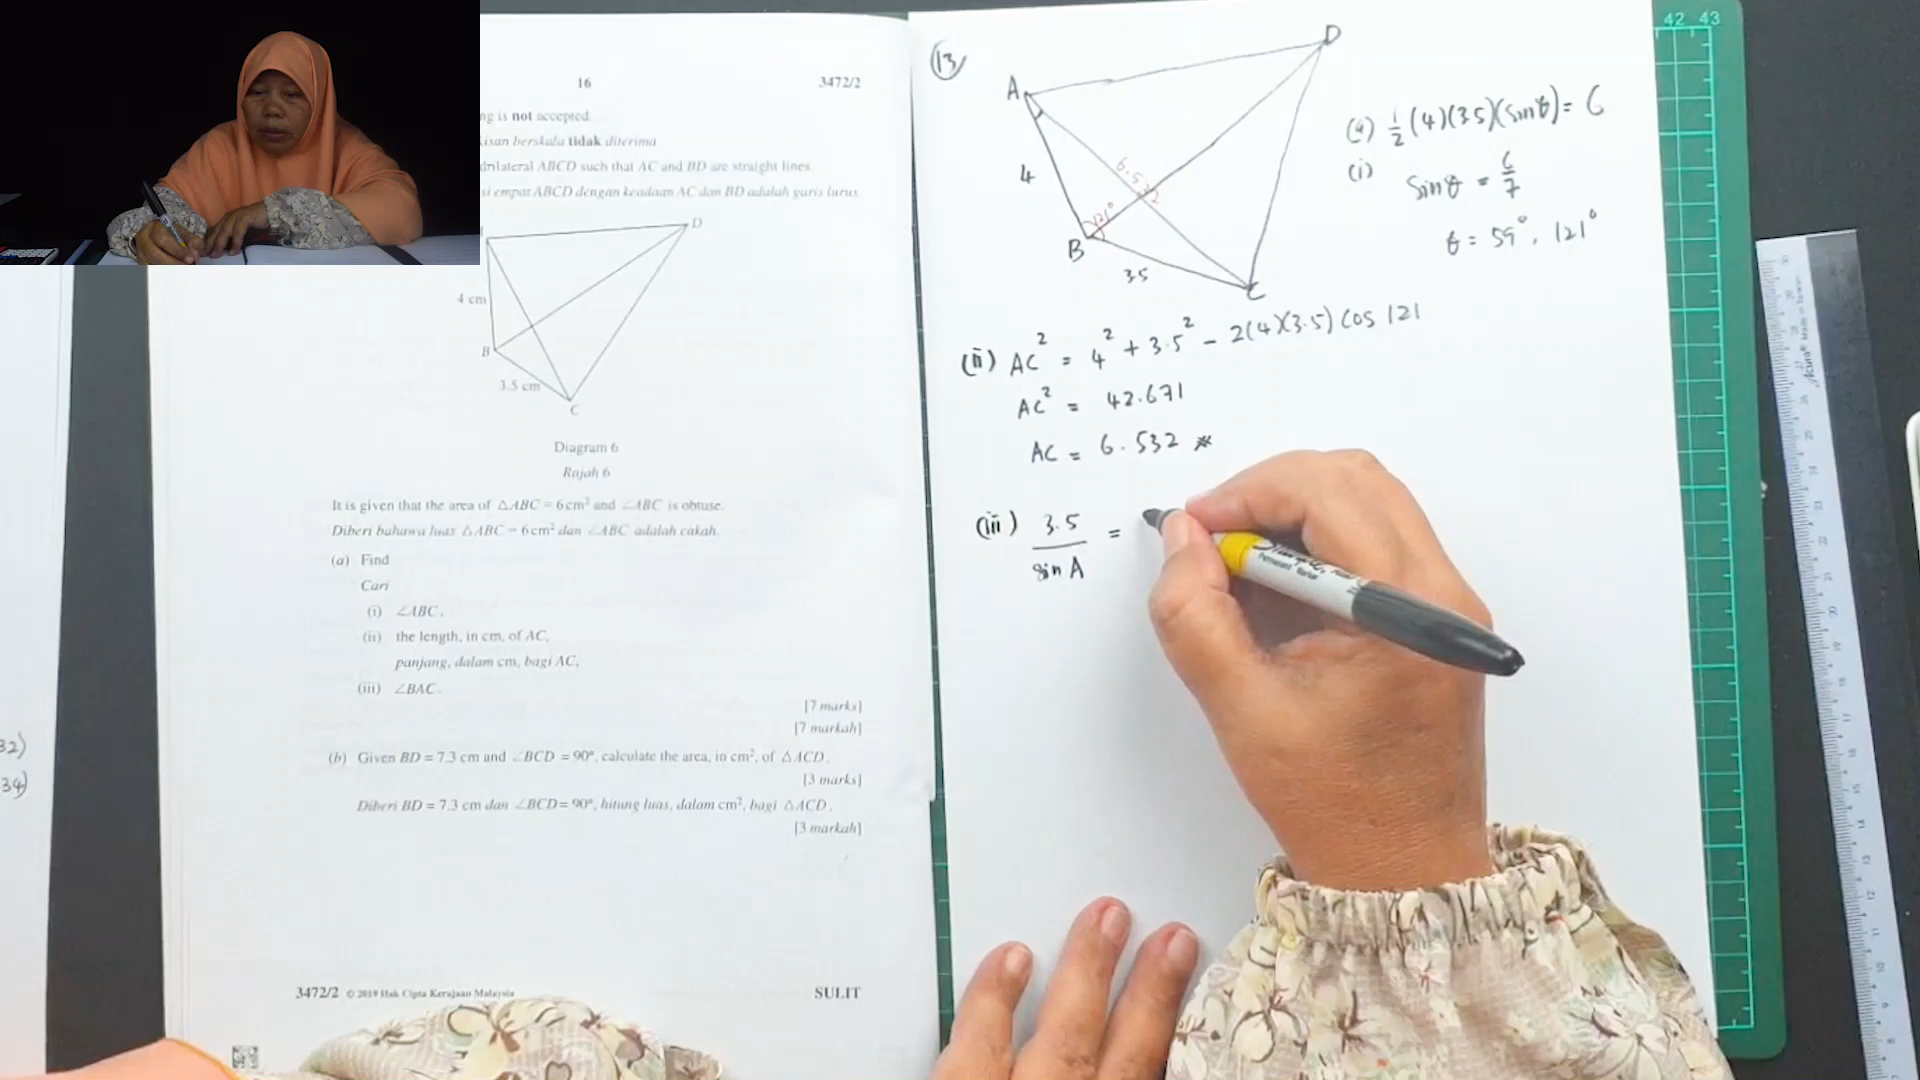 16
3472/2
ng is not accepted.
kisan berskala tidak diterima.
drilateral ABCD such that AC and BD are straight lines.
si empat ABCD dengan keadaan AC dan BD adalah garis lurus
D
4 cm
B
3.5 cm
C
Diagram 6
Rajah 6
It is given that the area of △ABC = 6 cm² and ∠ABC is obtuse.
Diberi bahawa luas △ABC = 6 cm² dan ∠ABC adalah cakah.
(a) Find
Cari
(i) ∠ABC,
(ii) the length, in cm, of AC,
panjang, dalam cm, bagi AC,
(iii) ∠BAC.
[7 marks]
[7 markah]
(b) Given BD = 7.3 cm and ∠BCD = 90°, calculate the area, in cm², of △ACD.
[3 marks]
Diberi BD = 7.3 cm dan ∠BCD = 90°, hitung luas, dalam cm², bagi △ACD.
[3 markah]
3472/2 © 2019 Hak Cipta Kerajaan Malaysia
SULIT
32)
34)
13
D
A
4
6.532
121°
B
3.5
C
(a) 1/2 (4)(3.5)(sin θ) = 6
(i) sin θ = 6/7
θ = 59°, 121°
(ii) AC² = 4² + 3.5² - 2(4)(3.5) cos 121
AC² = 42.671
AC = 6.532 *
(iii) 3.5/sin A =
42 43